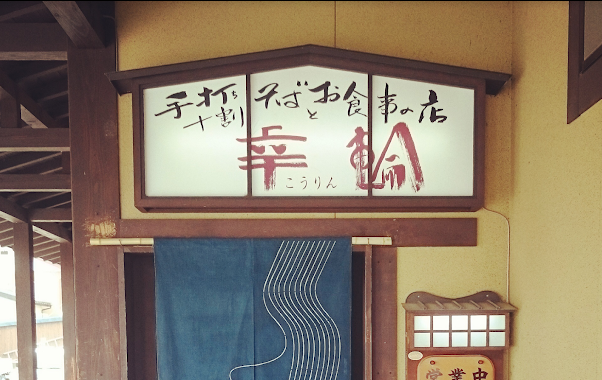 手打ち十割そばとお食事の店
幸輪
こうりん
営業中